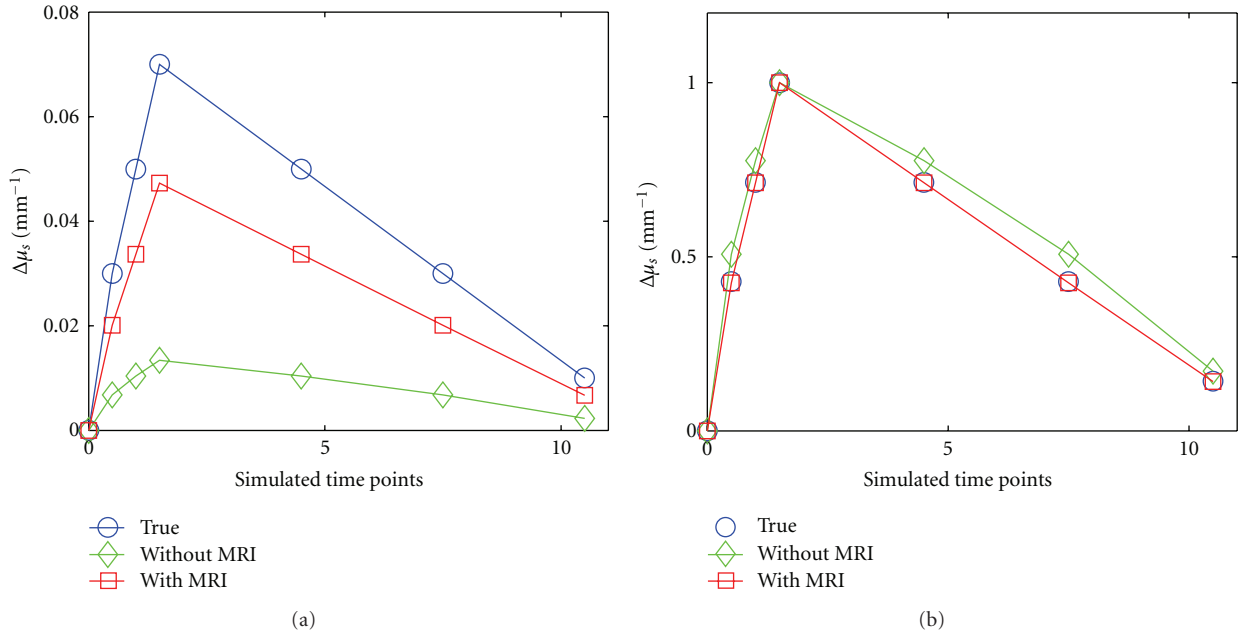 0.08
0.06
0.04
0.02
0
Δμₛ (mm⁻¹)
0
5
10
Simulated time points
True
Without MRI
With MRI
(a)
1
0.5
0
Δμₛ (mm⁻¹)
0
5
10
Simulated time points
True
Without MRI
With MRI
(b)